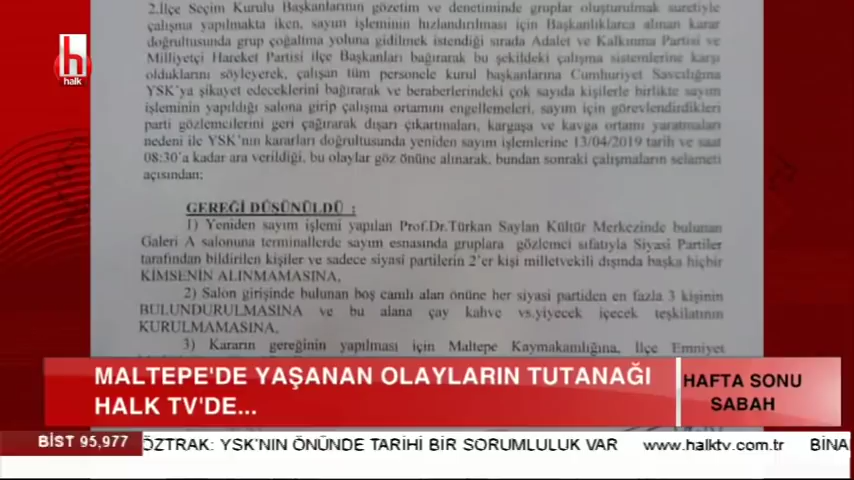 2.İlçe Seçim Kurulu Başkanlarının gözetim ve denetiminde gruplar oluşturulmak suretiyle
çalışma yapılmakta iken, sayım işleminin hızlandırılması için Başkanlıklarca alınan karar
doğrultusunda grup çoğaltma yoluna gidilmek istendiği sırada Adalet ve Kalkınma Partisi ve
Milliyetçi Hareket Partisi ilçe Başkanları bağırarak bu şekildeki çalışma sistemlerine karşı
olduklarını söyleyerek, çalışan tüm personele kurul başkanlarına Cumhuriyet Savcılığına
YSK'ya şikayet edeceklerini bağırarak ve beraberlerindeki çok sayıda kişilerle birlikte sayım
işleminin yapıldığı salona girip çalışma ortamını engellemeleri, sayım için görevlendirdikleri
parti gözlemcilerini geri çağırarak dışarı çıkartmaları, kargaşa ve kavga ortamı yaratmaları
nedeni ile YSK'nın kararları doğrultusunda yeniden sayım işlemlerine 13/04/2019 tarih ve saat
08:30'a kadar ara verildiği, bu olaylar göz önüne alınarak, bundan sonraki çalışmaların selameti
açısından;
GEREĞİ DÜŞÜNÜLDÜ :
1) Yeniden sayım işlemi yapılan Prof.Dr.Türkan Saylan Kültür Merkezinde bulunan
Galeri A salonuna terminallerde sayım esnasında gruplara gözlemci sıfatıyla Siyasi Partiler
tarafından bildirilen kişiler ve sadece siyasi partilerin 2'er kişi milletvekili dışında başka hiçbir
KİMSENİN ALINMAMASINA,
2) Salon girişinde bulunan boş camlı alan önüne her siyasi partiden en fazla 3 kişinin
BULUNDURULMASINA ve bu alana çay kahve vs.yiyecek içecek teşkilatının
KURULMAMASINA,
3) Kararın gereğinin yapılması için Maltepe Kaymakamlığına, İlçe Emniyet
h
halk
MALTEPE'DE YAŞANAN OLAYLARIN TUTANAĞI
HALK TV'DE...
HAFTA SONU
SABAH
BİST 95,977
ÖZTRAK: YSK'NIN ÖNÜNDE TARİHİ BİR SORUMLULUK VAR www.halktv.com.tr BİNA